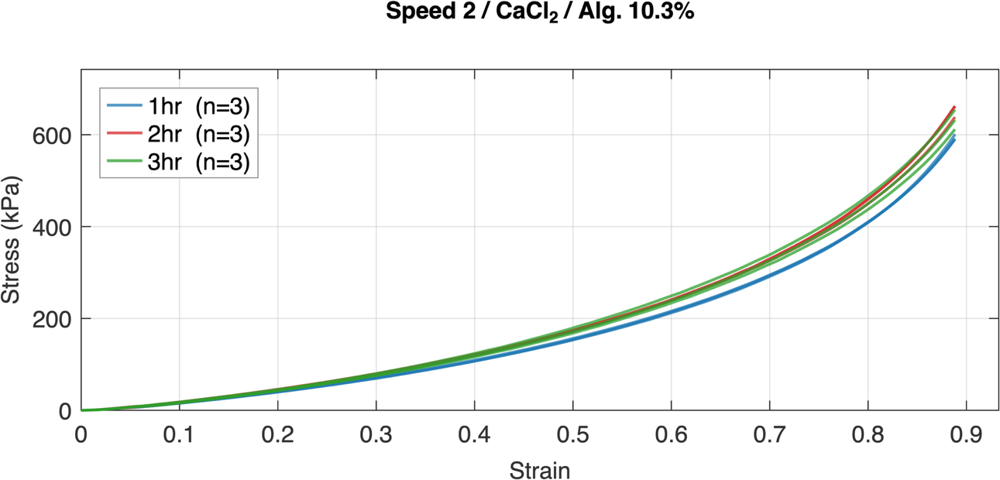 Speed 2 / CaCl₂ / Alg. 10.3%
1hr (n=3)
2hr (n=3)
3hr (n=3)
Stress (kPa)
600
400
200
0
0 0.1 0.2 0.3 0.4 0.5 0.6 0.7 0.8 0.9
Strain